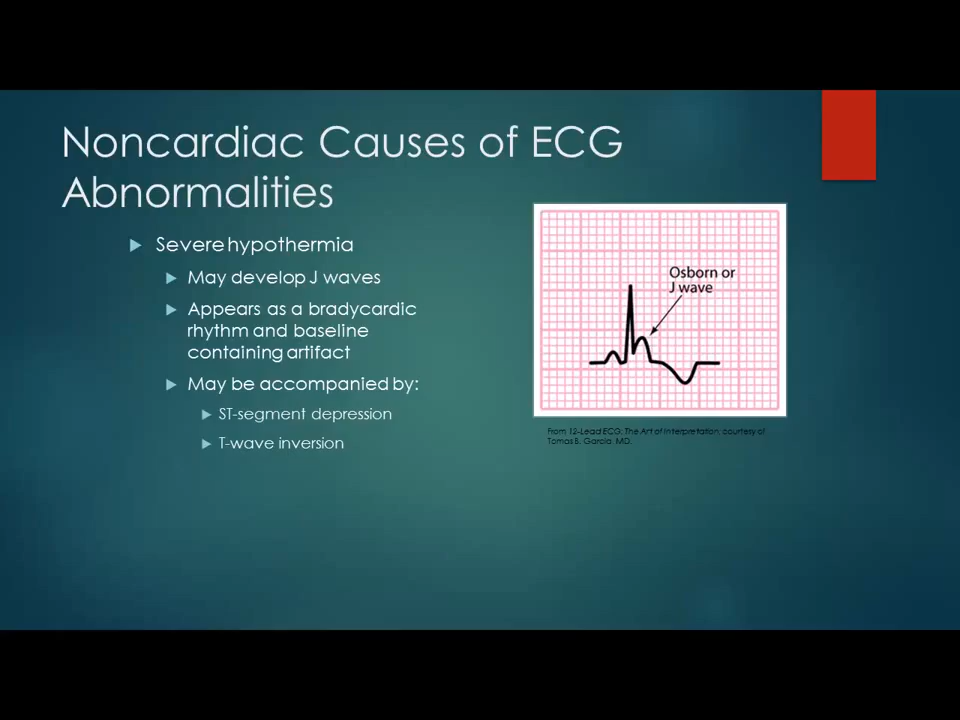 Noncardiac Causes of ECG
Abnormalities
Severe hypothermia
May develop J waves
Appears as a bradycardic
rhythm and baseline
containing artifact
May be accompanied by:
ST-segment depression
T-wave inversion
Osborn or
J wave
From 12-Lead ECG: The Art of Interpretation, courtesy of
Tomas B. Garcia, MD.